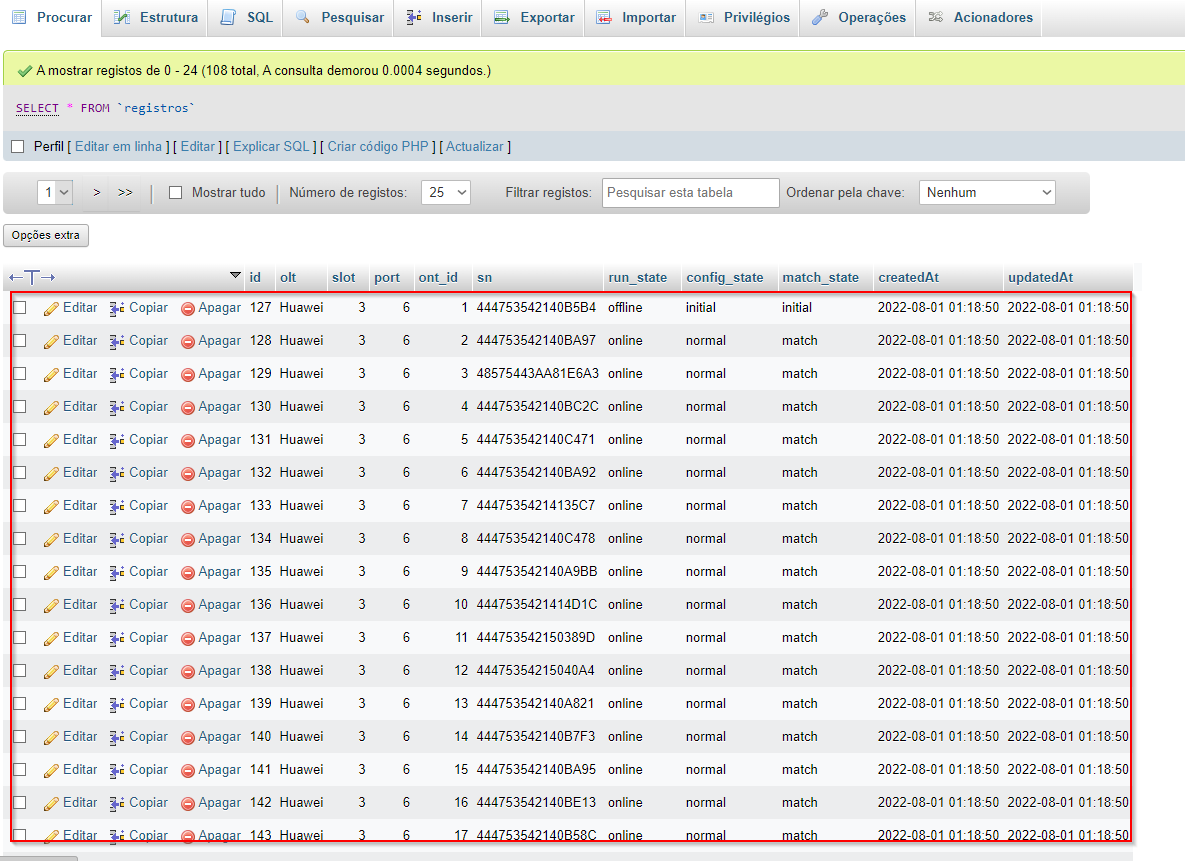 Procurar Estrutura SQL Pesquisar Inserir Exportar Importar Privilégios Operações Acionadores
A mostrar registos de 0 - 24 (108 total, A consulta demorou 0.0004 segundos.)
SELECT * FROM `registros`
Perfil [ Editar em linha ] [ Editar ] [ Explicar SQL ] [ Criar código PHP ] [ Actualizar ]
1 > >> | Mostrar tudo | Número de registos: 25 Filtrar registos: Pesquisar esta tabela Ordenar pela chave: Nenhum
Opções extra
←T→ id olt slot port ont_id sn run_state config_state match_state createdAt updatedAt
Editar Copiar Apagar 127 Huawei 3 6 1 444753542140B5B4 offline initial initial 2022-08-01 01:18:50 2022-08-01 01:18:50
Editar Copiar Apagar 128 Huawei 3 6 2 444753542140BA97 online normal match 2022-08-01 01:18:50 2022-08-01 01:18:50
Editar Copiar Apagar 129 Huawei 3 6 3 48575443AA81E6A3 online normal match 2022-08-01 01:18:50 2022-08-01 01:18:50
Editar Copiar Apagar 130 Huawei 3 6 4 444753542140BC2C online normal match 2022-08-01 01:18:50 2022-08-01 01:18:50
Editar Copiar Apagar 131 Huawei 3 6 5 444753542140C471 online normal match 2022-08-01 01:18:50 2022-08-01 01:18:50
Editar Copiar Apagar 132 Huawei 3 6 6 444753542140BA92 online normal match 2022-08-01 01:18:50 2022-08-01 01:18:50
Editar Copiar Apagar 133 Huawei 3 6 7 44475354214135C7 online normal match 2022-08-01 01:18:50 2022-08-01 01:18:50
Editar Copiar Apagar 134 Huawei 3 6 8 444753542140C478 online normal match 2022-08-01 01:18:50 2022-08-01 01:18:50
Editar Copiar Apagar 135 Huawei 3 6 9 444753542140A9BB online normal match 2022-08-01 01:18:50 2022-08-01 01:18:50
Editar Copiar Apagar 136 Huawei 3 6 10 4447535421414D1C online normal match 2022-08-01 01:18:50 2022-08-01 01:18:50
Editar Copiar Apagar 137 Huawei 3 6 11 444753542150389D online normal match 2022-08-01 01:18:50 2022-08-01 01:18:50
Editar Copiar Apagar 138 Huawei 3 6 12 44475354215040A4 online normal match 2022-08-01 01:18:50 2022-08-01 01:18:50
Editar Copiar Apagar 139 Huawei 3 6 13 444753542140A821 online normal match 2022-08-01 01:18:50 2022-08-01 01:18:50
Editar Copiar Apagar 140 Huawei 3 6 14 444753542140B7F3 online normal match 2022-08-01 01:18:50 2022-08-01 01:18:50
Editar Copiar Apagar 141 Huawei 3 6 15 444753542140BA95 online normal match 2022-08-01 01:18:50 2022-08-01 01:18:50
Editar Copiar Apagar 142 Huawei 3 6 16 444753542140BE13 online normal match 2022-08-01 01:18:50 2022-08-01 01:18:50
Editar Copiar Apagar 143 Huawei 3 6 17 444753542140B58C online normal match 2022-08-01 01:18:50 2022-08-01 01:18:50